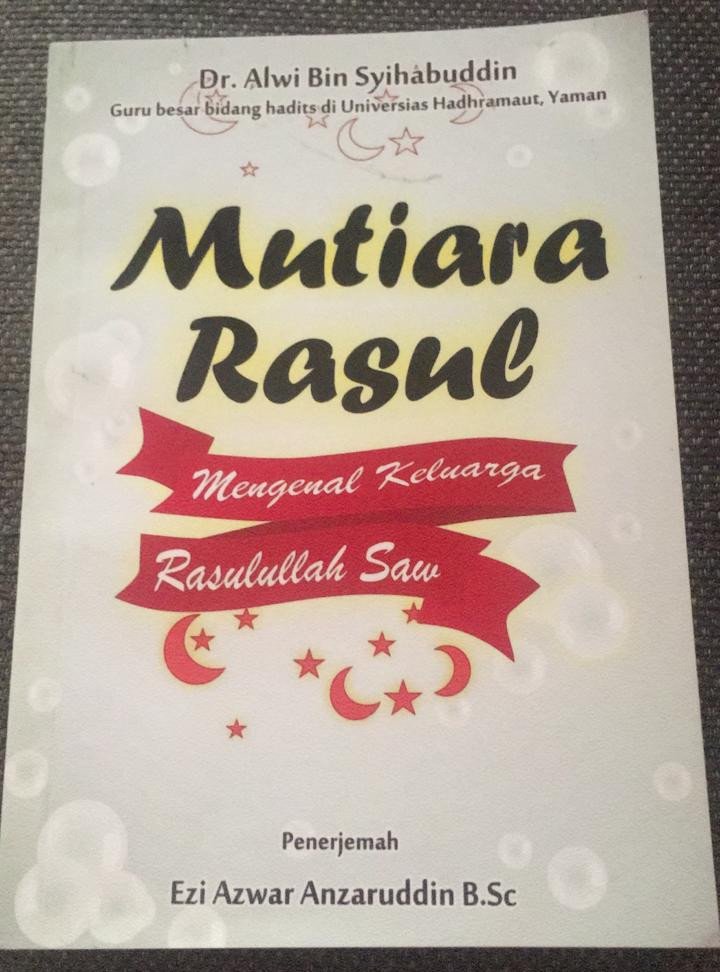 Dr. Alwi Bin Syihabuddin
Guru besar bidang hadits di Universias Hadhramaut, Yaman
Mutiara
Rasul
Mengenal Keluarga
Rasulullah Saw
Penerjemah
Ezi Azwar Anzaruddin B.Sc